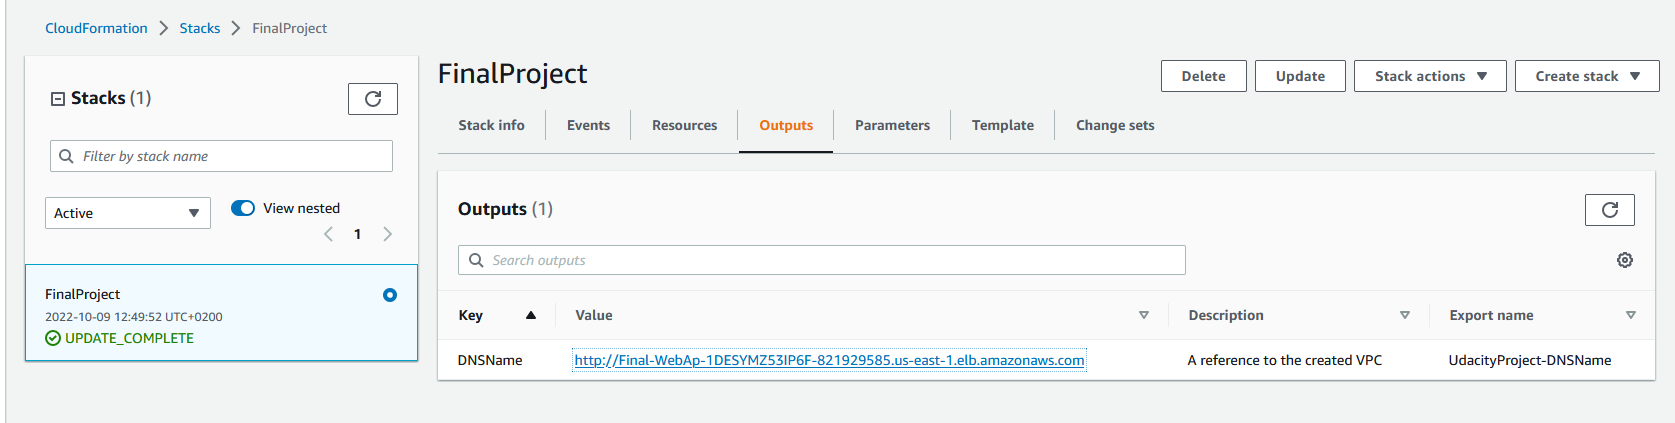 CloudFormation > Stacks > FinalProject
Stacks (1)
Filter by stack name
Active
View nested
1
FinalProject
2022-10-09 12:49:52 UTC+0200
UPDATE_COMPLETE
FinalProject
Delete Update Stack actions Create stack
Stack info Events Resources Outputs Parameters Template Change sets
Outputs (1)
Search outputs
Key Value Description Export name
DNSName http://Final-WebAp-1DESYMZ53IP6F-821929585.us-east-1.elb.amazonaws.com A reference to the created VPC UdacityProject-DNSName